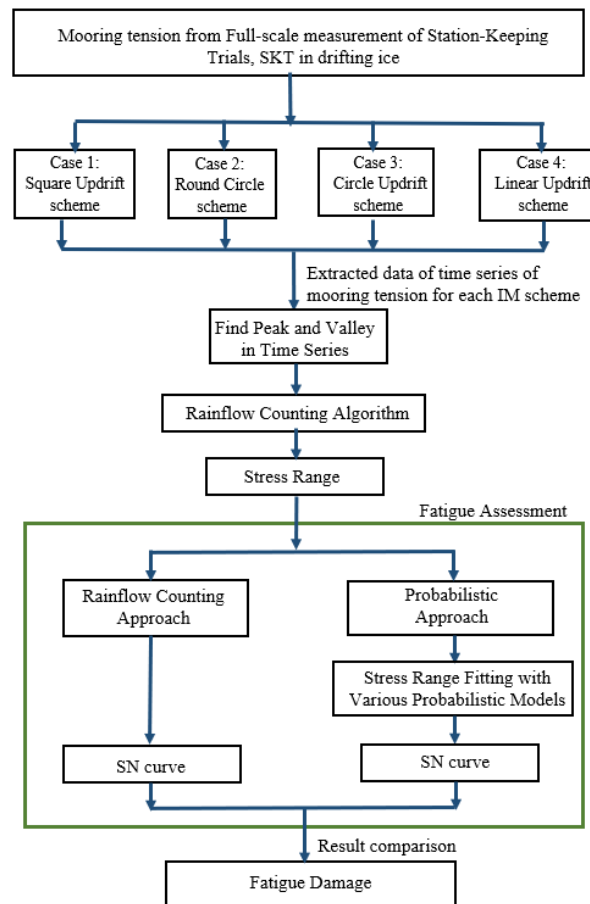 Mooring tension from Full-scale measurement of Station-Keeping
Trials, SKT in drifting ice
Case 1:
Square Updrift
scheme
Case 2:
Round Circle
scheme
Case 3:
Circle Updrift
scheme
Case 4:
Linear Updrift
scheme
Extracted data of time series of
mooring tension for each IM scheme
Find Peak and Valley
in Time Series
Rainflow Counting Algorithm
Stress Range
Fatigue Assessment
Rainflow Counting
Approach
Probabilistic
Approach
Stress Range Fitting with
Various Probabilistic Models
SN curve
SN curve
Result comparison
Fatigue Damage